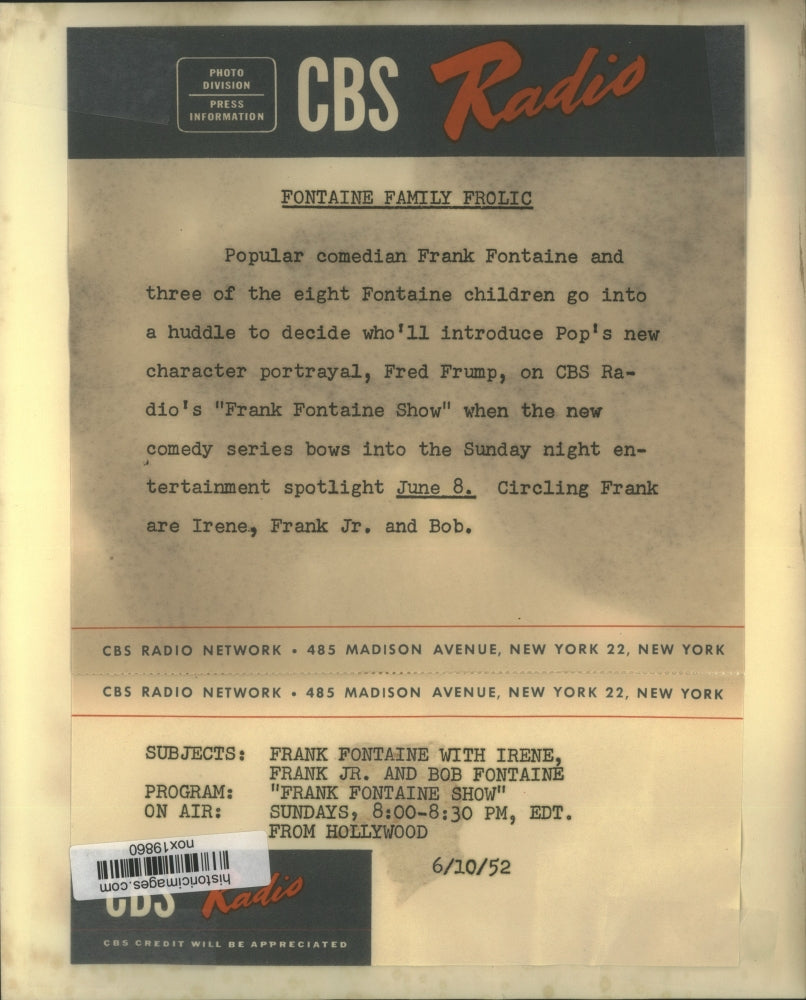 PHOTO
DIVISION
PRESS
INFORMATION
CBS Radio
FONTAINE FAMILY FROLIC
Popular comedian Frank Fontaine and
three of the eight Fontaine children go into
a huddle to decide who'll introduce Pop's new
character portrayal, Fred Frump, on CBS Ra-
dio's "Frank Fontaine Show" when the new
comedy series bows into the Sunday night en-
tertainment spotlight June 8. Circling Frank
are Irene, Frank Jr. and Bob.
CBS RADIO NETWORK • 485 MADISON AVENUE, NEW YORK 22, NEW YORK
CBS RADIO NETWORK • 485 MADISON AVENUE, NEW YORK 22, NEW YORK
SUBJECTS: FRANK FONTAINE WITH IRENE,
FRANK JR. AND BOB FONTAINE
PROGRAM: "FRANK FONTAINE SHOW"
ON AIR: SUNDAYS, 8:00-8:30 PM, EDT.
FROM HOLLYWOOD
6/10/52
nox19860
historicimages.com
CBS Radio
CBS CREDIT WILL BE APPRECIATED